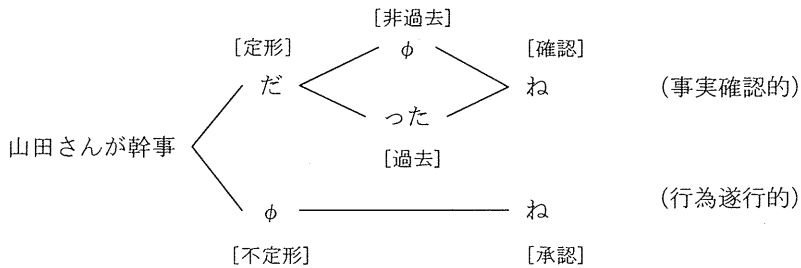 [非過去]
[定形] φ [確認]
だ ね (事実確認的)
った
山田さんが幹事
[過去]
φ ね (行為遂行的)
[不定形] [承認]